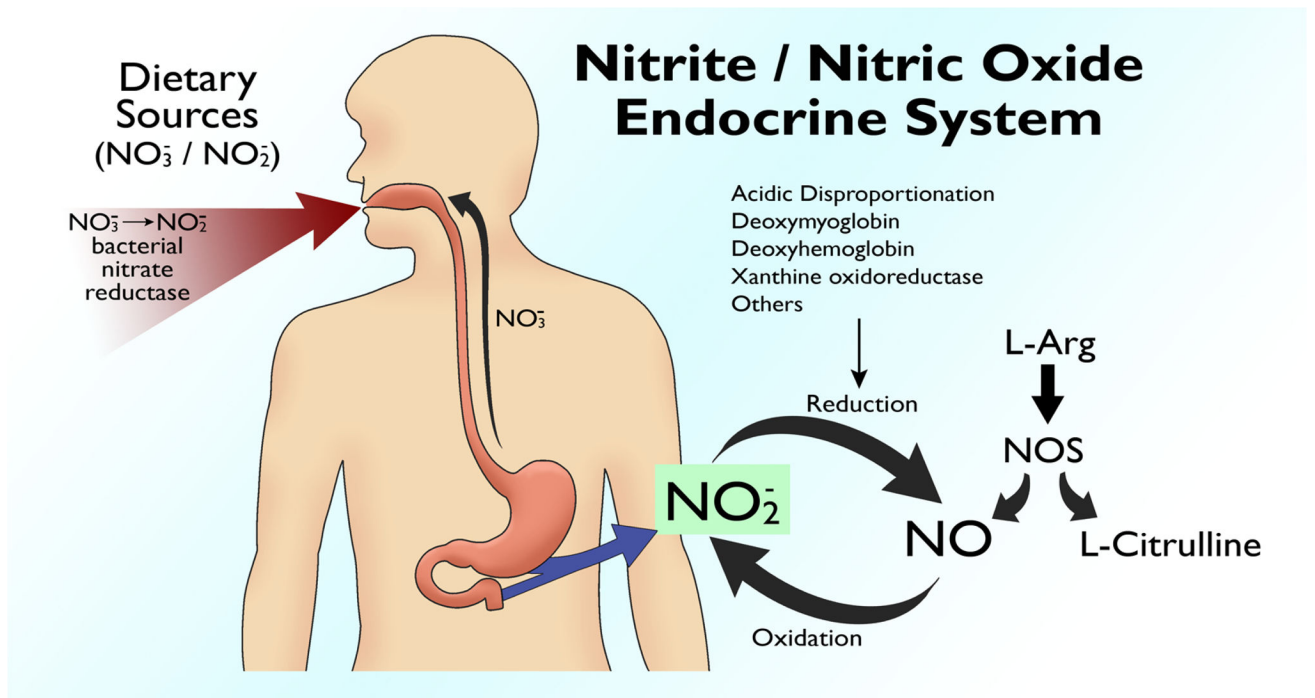 Nitrite / Nitric Oxide
Endocrine System
Dietary
Sources
(NO₃⁻ / NO₂⁻)
NO₃⁻→NO₂⁻
bacterial
nitrate
reductase
NO₃⁻
Acidic Disproportionation
Deoxymyoglobin
Deoxyhemoglobin
Xanthine oxidoreductase
Others
Reduction
L-Arg
NOS
NO₂⁻
NO
L-Citrulline
Oxidation